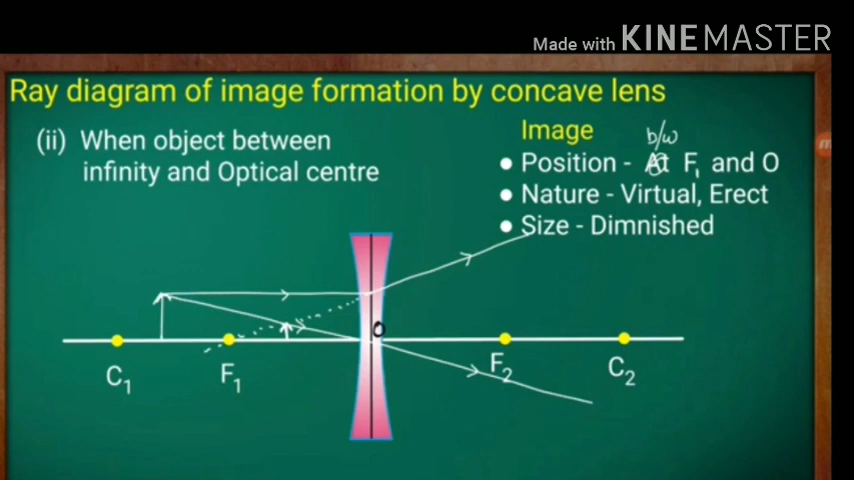 Made with KINEMASTER
Ray diagram of image formation by concave lens
(ii) When object between
infinity and Optical centre
Image
b/w
• Position - At F₁ and O
• Nature - Virtual, Erect
• Size - Dimnished
O
C₁ F₁ F₂ C₂